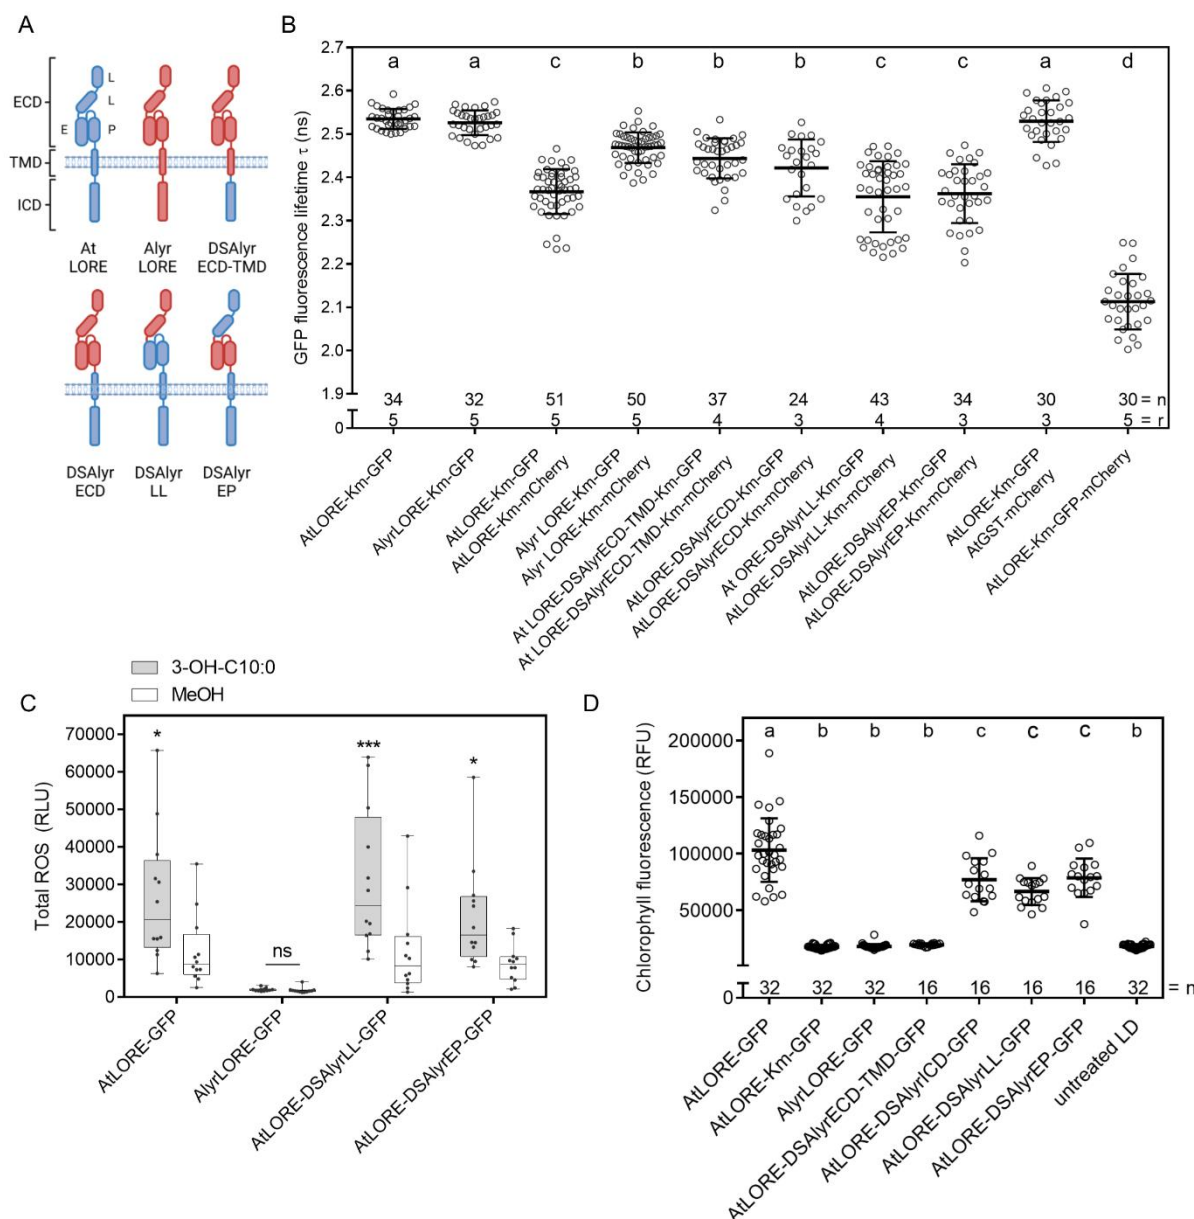 A
ECD
TMD
ICD
L
L
E P
At
LORE
Alyr
LORE
DSAlyr
ECD-TMD
DSAlyr
ECD
DSAlyr
LL
DSAlyr
EP
B
GFP fluorescence lifetime τ (ns)
2.7
2.6
2.5
2.4
2.3
2.2
2.1
2.0
1.9
0
a a c b b b c c a d
34 32 51 50 37 24 43 34 30 30 = n
5 5 5 5 4 3 4 3 3 5 = r
AtLORE-Km-GFP
AlyrLORE-Km-GFP
AtLORE-Km-GFP
AtLORE-Km-mCherry
Alyr LORE-Km-GFP
Alyr LORE-Km-mCherry
At LORE-DSAlyrECD-TMD-Km-GFP
At LORE-DSAlyrECD-TMD-Km-mCherry
AtLORE-DSAlyrECD-Km-GFP
AtLORE-DSAlyrECD-Km-mCherry
At ORE-DSAlyrLL-Km-GFP
AtLORE-DSAlyrLL-Km-mCherry
AtLORE-DSAlyrEP-Km-GFP
AtLORE-DSAlyrEP-Km-mCherry
AtLORE-Km-GFP
AtGST-mCherry
AtLORE-Km-GFP-mCherry
3-OH-C10:0
MeOH
C
Total ROS (RLU)
70000
60000
50000
40000
30000
20000
10000
0
* ns *** *
AtLORE-GFP
AlyrLORE-GFP
AtLORE-DSAlyrLL-GFP
AtLORE-DSAlyrEP-GFP
D
Chlorophyll fluorescence (RFU)
200000
150000
100000
50000
0
a b b b c c c b
32 32 32 16 16 16 16 32 = n
AtLORE-GFP
AtLORE-Km-GFP
AlyrLORE-GFP
AtLORE-DSAlyrECD-TMD-GFP
AtLORE-DSAlyrICD-GFP
AtLORE-DSAlyrLL-GFP
AtLORE-DSAlyrEP-GFP
untreated LD